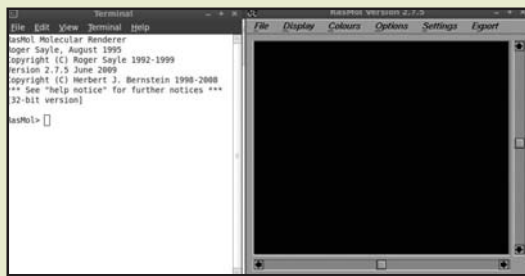 Terminal
File Edit View Terminal Help
RasMol Molecular Renderer
Roger Sayle, August 1995
Copyright (C) Roger Sayle 1992-1999
Version 2.7.5 June 2009
Copyright (C) Herbert J. Bernstein 1998-2008
*** See "help notice" for further notices ***
[32-bit version]
RasMol>
RasMol Version 2.7.5
File Display Colours Options Settings Export